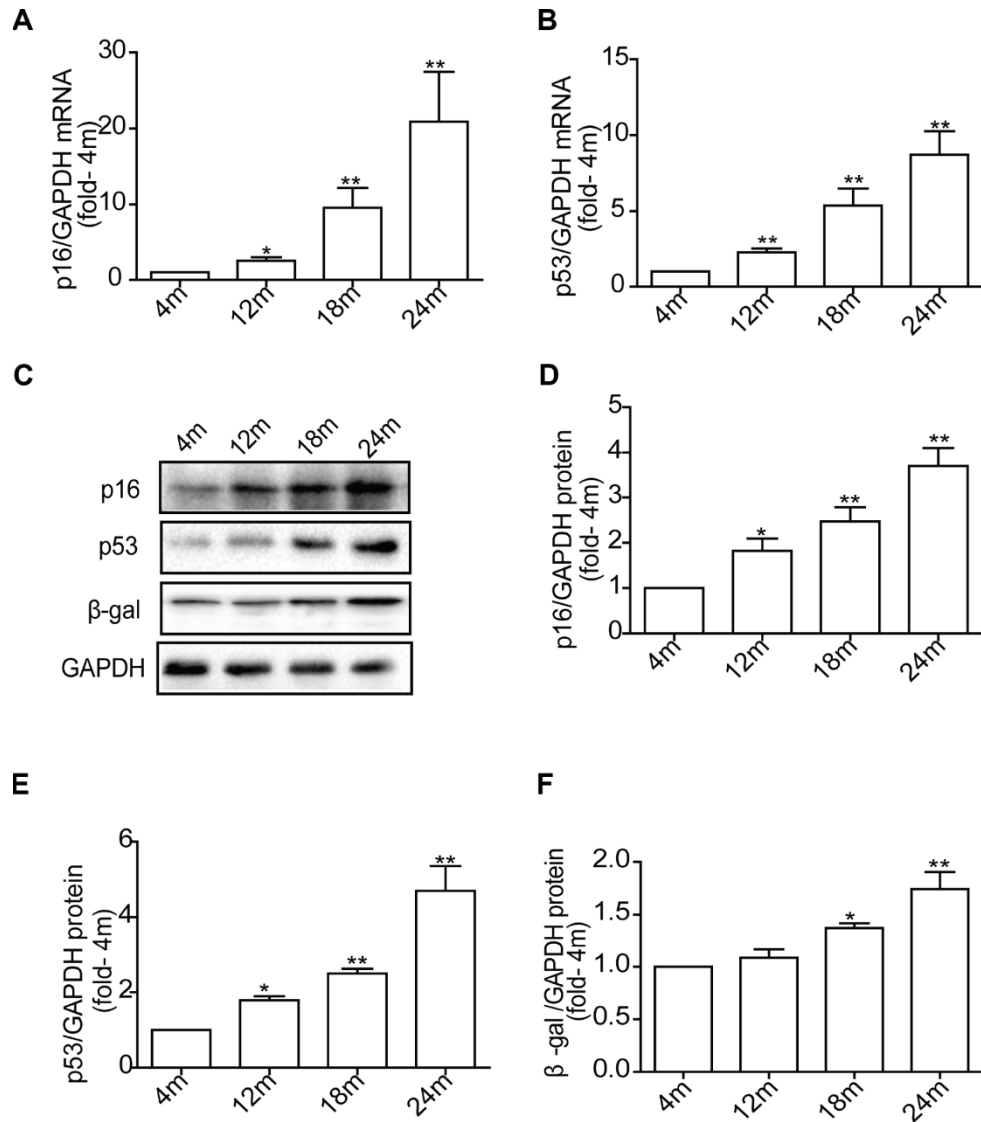 A
p16/GAPDH mRNA
(fold- 4m)
30
20
10
0
*
**
**
4m
12m
18m
24m
B
p53/GAPDH mRNA
(fold- 4m)
15
10
5
0
**
**
**
4m
12m
18m
24m
C
4m
12m
18m
24m
p16
p53
β-gal
GAPDH
D
p16/GAPDH protein
(fold- 4m)
5
4
3
2
1
0
*
**
**
4m
12m
18m
24m
E
p53/GAPDH protein
(fold- 4m)
6
4
2
0
*
**
**
4m
12m
18m
24m
F
β -gal /GAPDH protein
(fold- 4m)
2.0
1.5
1.0
0.5
0.0
*
**
4m
12m
18m
24m